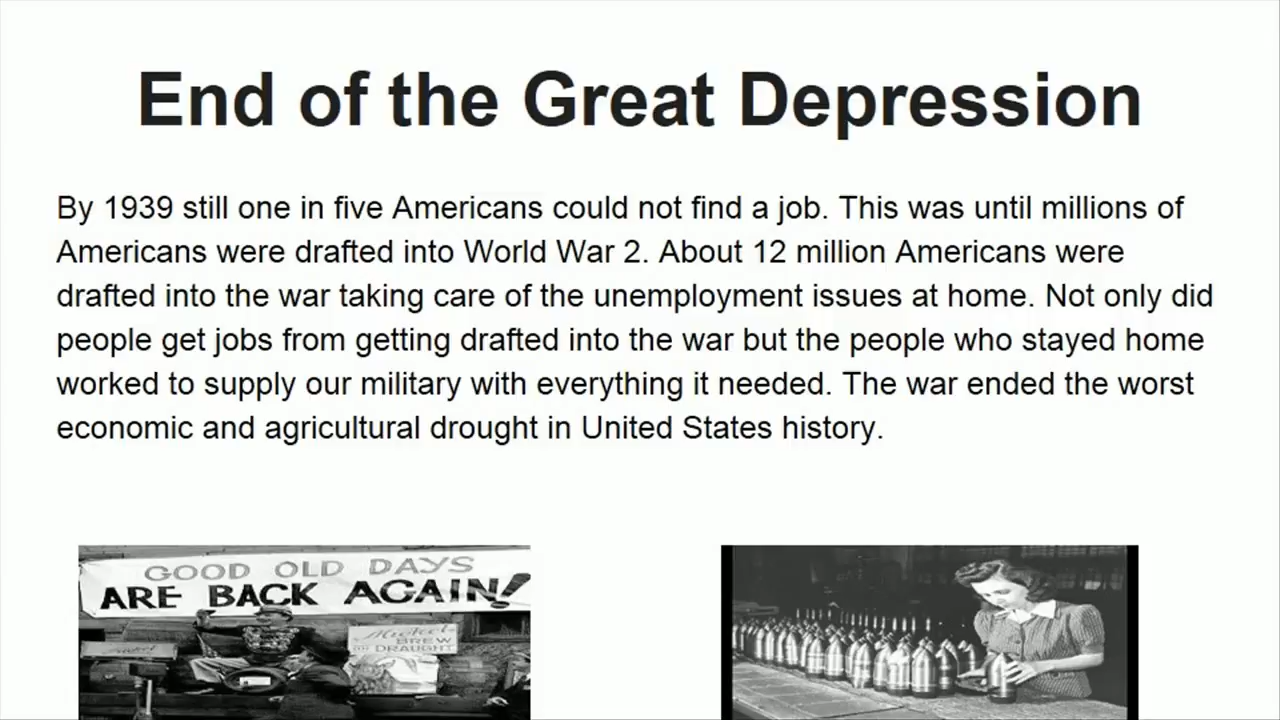 End of the Great Depression
By 1939 still one in five Americans could not find a job. This was until millions of
Americans were drafted into World War 2. About 12 million Americans were
drafted into the war taking care of the unemployment issues at home. Not only did
people get jobs from getting drafted into the war but the people who stayed home
worked to supply our military with everything it needed. The war ended the worst
economic and agricultural drought in United States history.
GOOD OLD DAYS
ARE BACK AGAIN!
BREW
ON DRAUGHT